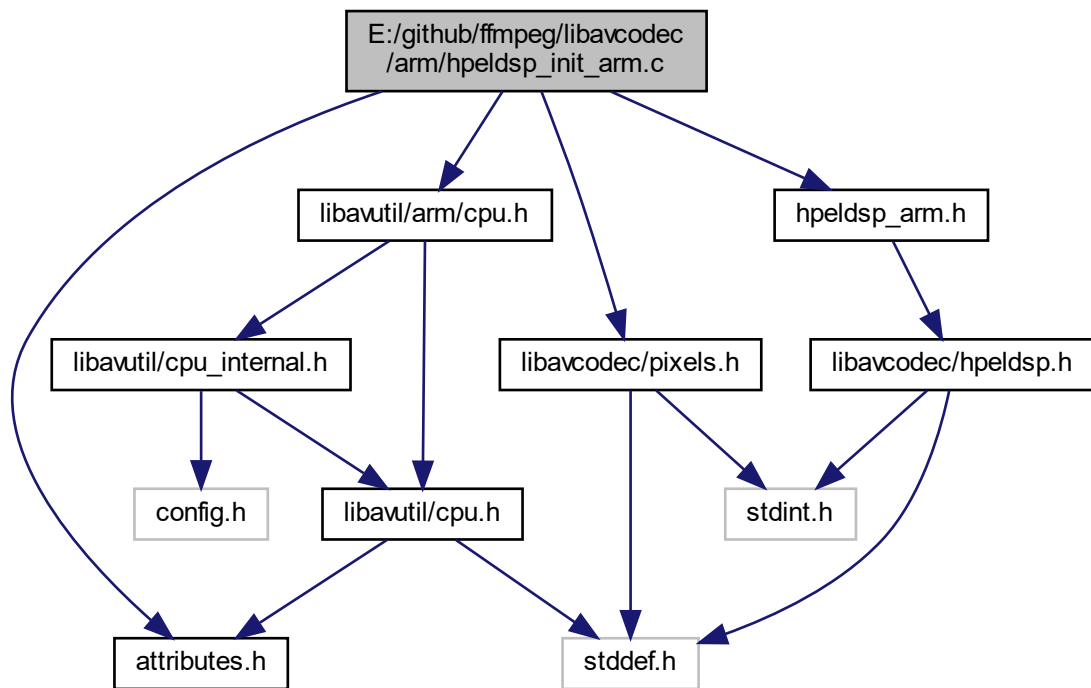 E:/github/ffmpeg/libavcodec
/arm/hpeldsp_init_arm.c
libavutil/arm/cpu.h
hpeldsp_arm.h
libavutil/cpu_internal.h
libavcodec/pixels.h
libavcodec/hpeldsp.h
config.h
libavutil/cpu.h
stdint.h
attributes.h
stddef.h